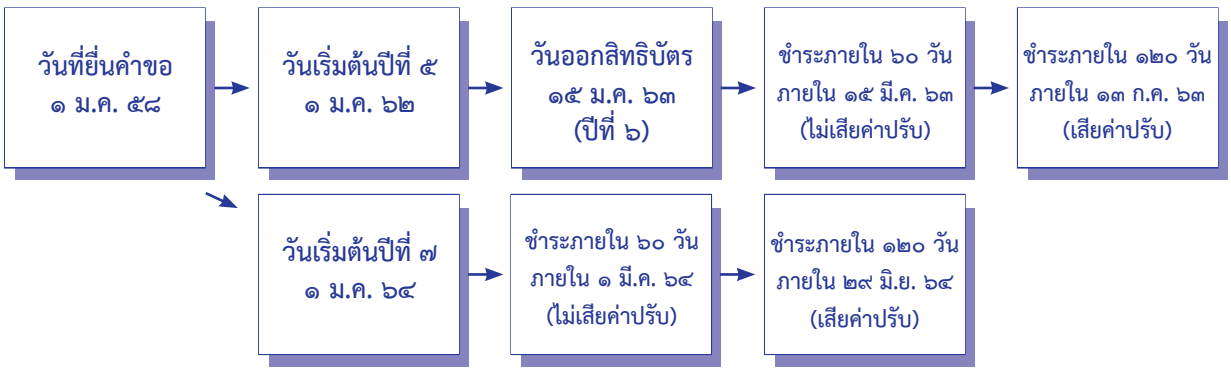 วันที่ยื่นคำขอ
๑ ม.ค. ๕๘
วันเริ่มต้นปีที่ ๕
๑ ม.ค. ๖๒
วันออกสิทธิบัตร
๑๕ ม.ค. ๖๓
(ปีที่ ๖)
ชำระภายใน ๖๐ วัน
ภายใน ๑๕ มี.ค. ๖๓
(ไม่เสียค่าปรับ)
ชำระภายใน ๑๒๐ วัน
ภายใน ๑๓ ก.ค. ๖๓
(เสียค่าปรับ)
วันเริ่มต้นปีที่ ๗
๑ ม.ค. ๖๔
ชำระภายใน ๖๐ วัน
ภายใน ๑ มี.ค. ๖๔
(ไม่เสียค่าปรับ)
ชำระภายใน ๑๒๐ วัน
ภายใน ๒๙ มิ.ย. ๖๔
(เสียค่าปรับ)